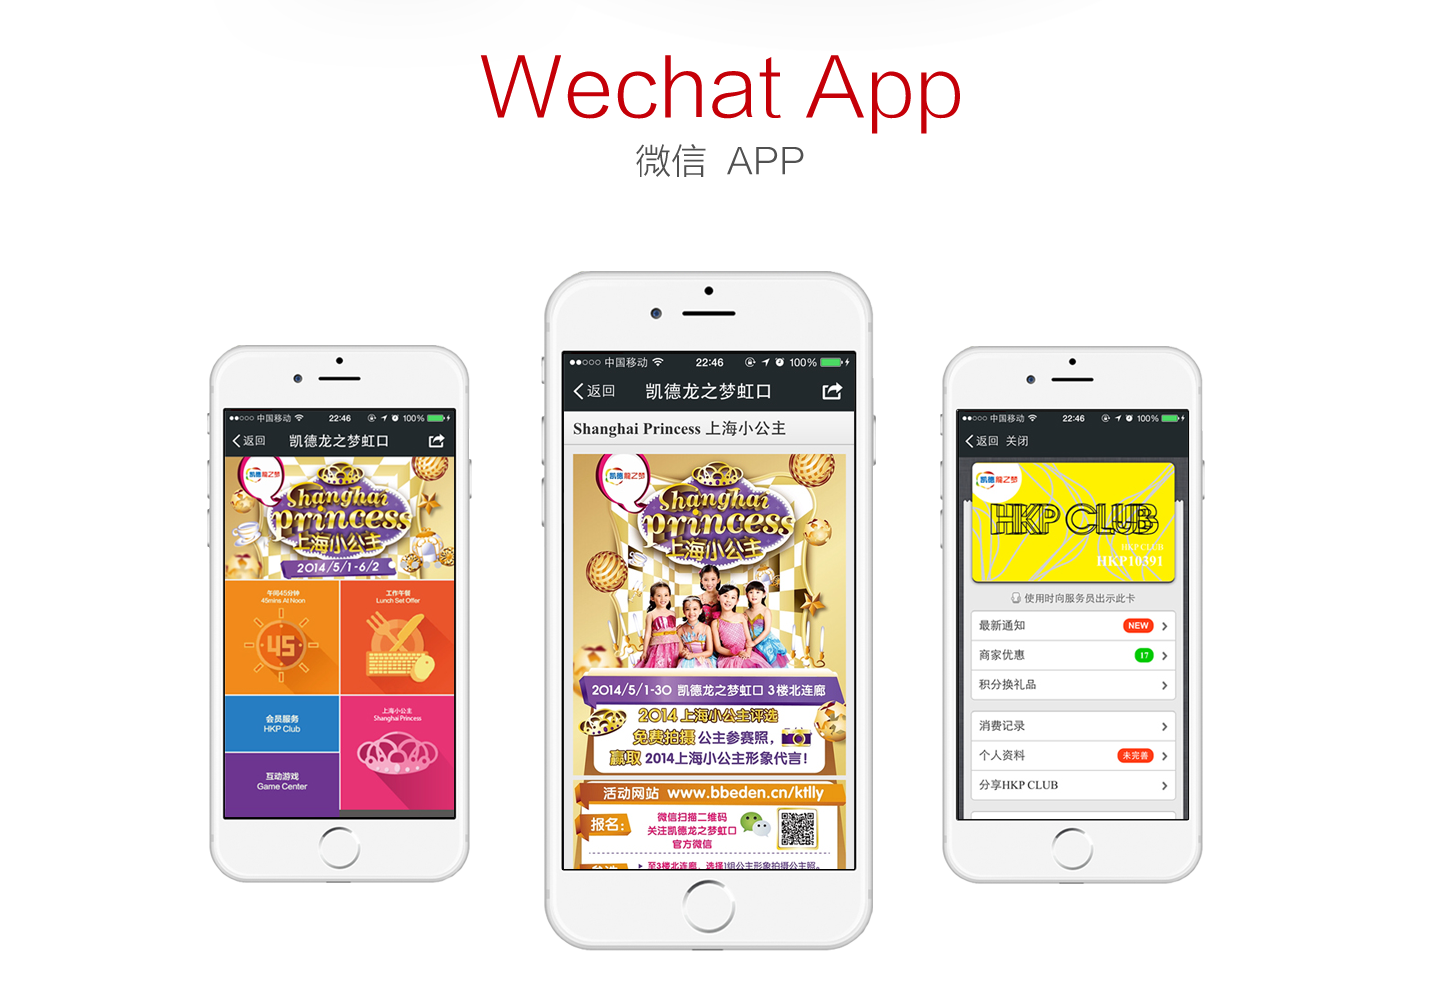 Wechat App
微信 APP
中国移动 22:46 100%
返回 凯德龙之梦虹口
凯德龙之梦
Shanghai
princess
上海小公主
2014/5/1-6/2
午间45分钟
45mins At Noon
45
工作午餐
Lunch Set Offer
会员服务
HKP Club
上海小公主
Shanghai Princess
互动游戏
Game Center
中国移动 22:46 100%
返回 凯德龙之梦虹口
Shanghai Princess 上海小公主
凯德龙之梦
Shanghai
princess
上海小公主
2014/5/1-30 凯德龙之梦虹口 3楼北连廊
2014上海小公主评选
免费拍摄 公主参赛照，
赢取 2014上海小公主形象代言！
活动网站 www.bbeden.cn/ktlly
报名：
微信扫描二维码
关注凯德龙之梦虹口
官方微信
至3楼北连廊，选择1组公主形象拍摄公主照。
中国移动 22:46 100%
返回 关闭
凯德龙之梦
HKP CLUB
HKP CLUB
HKP10391
使用时向服务员出示此卡
最新通知 NEW
商家优惠 17
积分换礼品
消费记录
个人资料 未完善
分享HKP CLUB